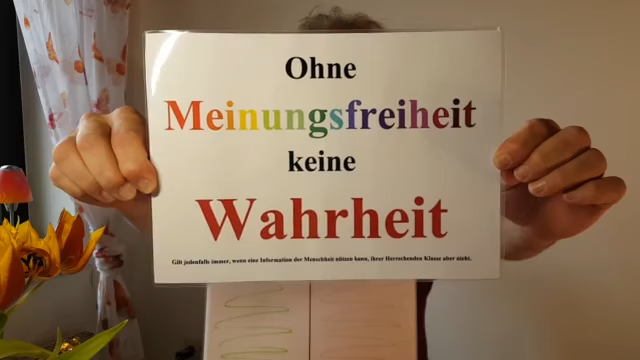 Ohne
Meinungsfreiheit
keine
Wahrheit
Gilt jedenfalls immer, wenn eine Information der Menschheit nützen kann, ihrer Herrschenden Klasse aber nicht.